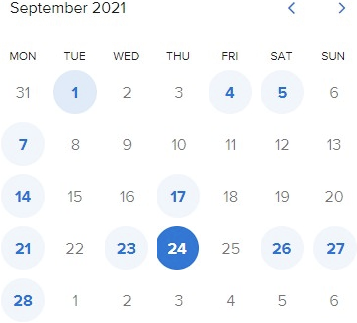 September 2021
MON TUE WED THU FRI SAT SUN
31 1 2 3 4 5 6
7 8 9 10 11 12 13
14 15 16 17 18 19 20
21 22 23 24 25 26 27
28 1 2 3 4 5 6